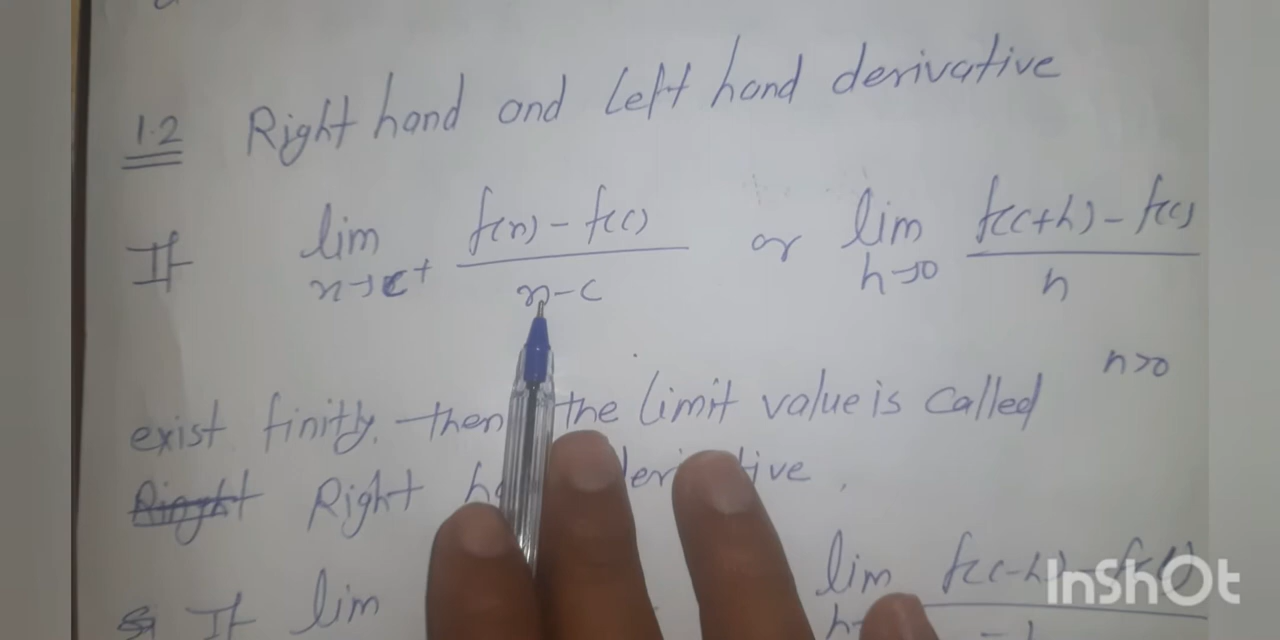 1.2 Right hand and Left hand derivative
If lim x→c+ f(x) - f(c) / x - c or lim h→0 f(c+h) - f(c) / h
h>0
exist finitly. then the limit value is called
Right derivative.
If lim lim f(c-h) - f(c)
InShOt